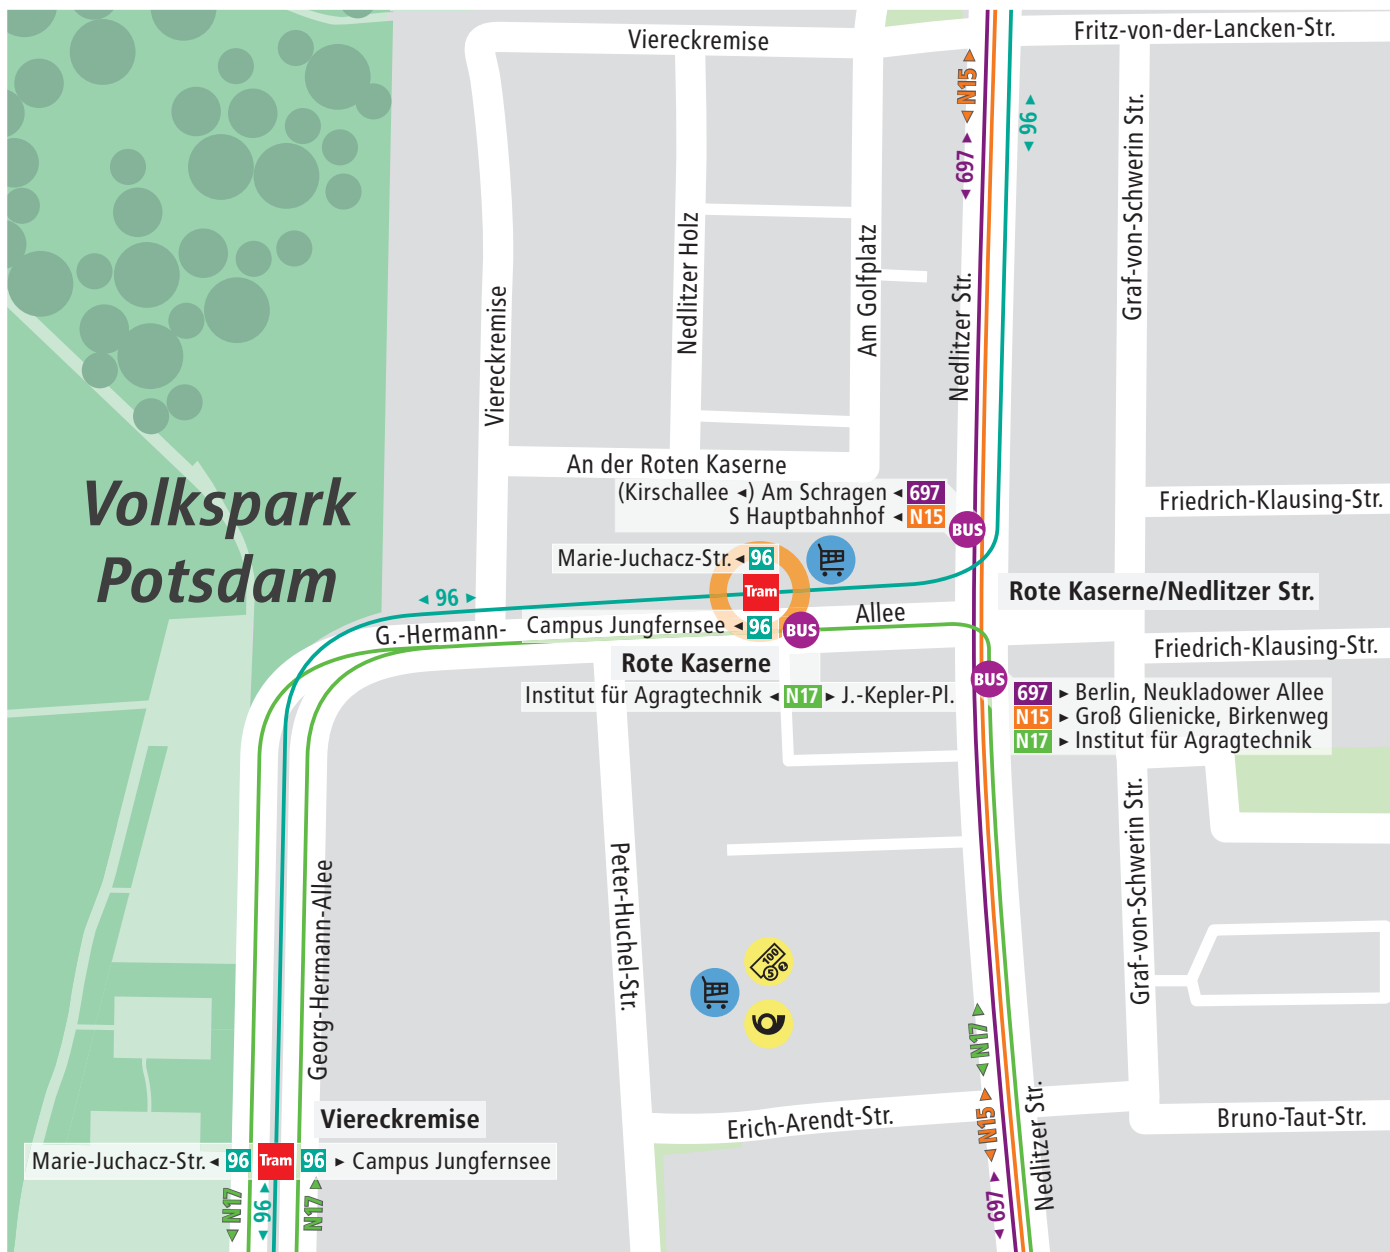 Viereckremise
Fritz-von-der-Lancken-Str.
N15
96
697
Graf-von-Schwerin Str.
Nedlitzer Holz
Am Golfplatz
Nedlitzer Str.
Viereckremise
An der Roten Kaserne
Volkspark
Potsdam
(Kirschallee ◂) Am Schragen ◂ 697
S Hauptbahnhof ◂ N15
BUS
Friedrich-Klausing-Str.
Marie-Juchacz-Str. ◂ 96
Tram
96
Rote Kaserne/Nedlitzer Str.
G.-Hermann-
Campus Jungfernsee ◂ 96
BUS
Allee
Friedrich-Klausing-Str.
Rote Kaserne
BUS
Institut für Agragtechnik ◂ N17 ▸ J.-Kepler-Pl.
697 ▸ Berlin, Neukladower Allee
N15 ▸ Groß Glienicke, Birkenweg
N17 ▸ Institut für Agragtechnik
Graf-von-Schwerin Str.
Peter-Huchel-Str.
Georg-Hermann-Allee
100
5
2
N17
N15
Nedlitzer Str.
Viereckremise
Erich-Arendt-Str.
Bruno-Taut-Str.
Marie-Juchacz-Str. ◂ 96
Tram
96 ▸ Campus Jungfernsee
N17
96
N17
697